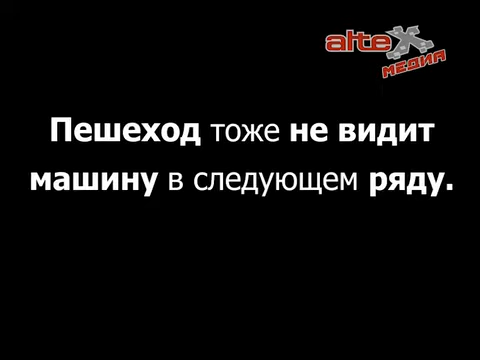 alteX
МЕДИА
Пешеход тоже не видит
машину в следующем ряду.